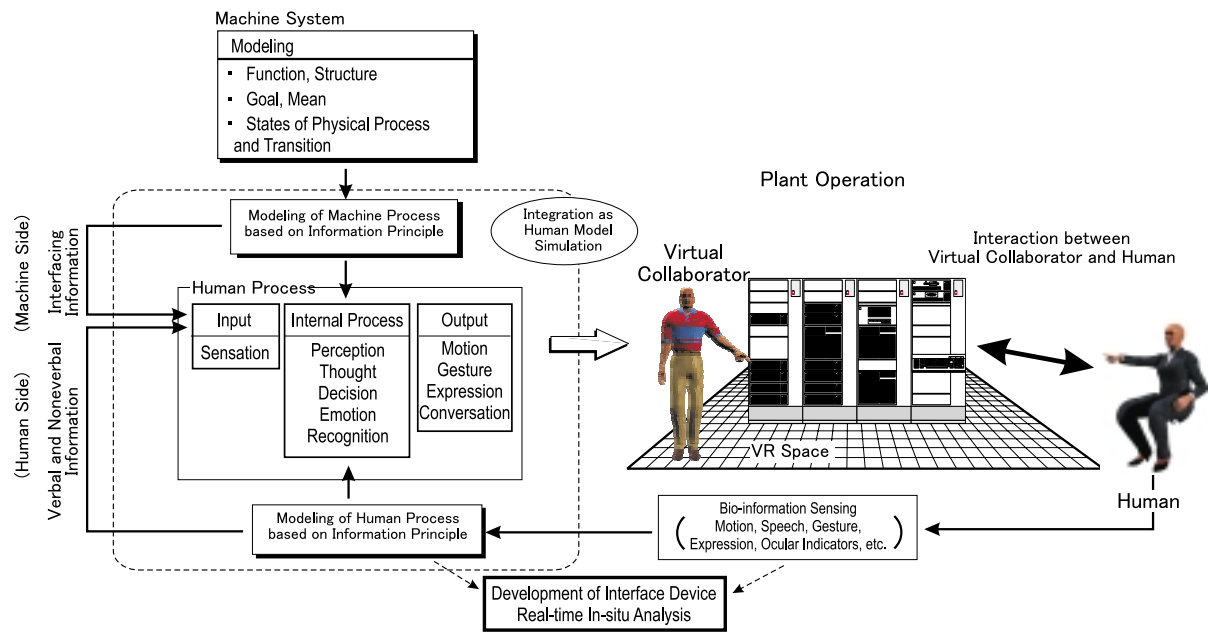 Machine System
Modeling
・ Function, Structure
・ Goal, Mean
・ States of Physical Process
and Transition
Modeling of Machine Process
based on Information Principle
Integration as
Human Model
Simulation
Plant Operation
Virtual
Collaborator
Interaction between
Virtual Collaborator and Human
(Machine Side)
Interfacing
Information
(Human Side)
Verbal and Nonverbal
Information
Human Process
Input
Sensation
Internal Process
Perception
Thought
Decision
Emotion
Recognition
Output
Motion
Gesture
Expression
Conversation
VR Space
Human
Modeling of Human Process
based on Information Principle
Bio-information Sensing
( Motion, Speech, Gesture,
Expression, Ocular Indicators, etc. )
Development of Interface Device
Real-time In-situ Analysis